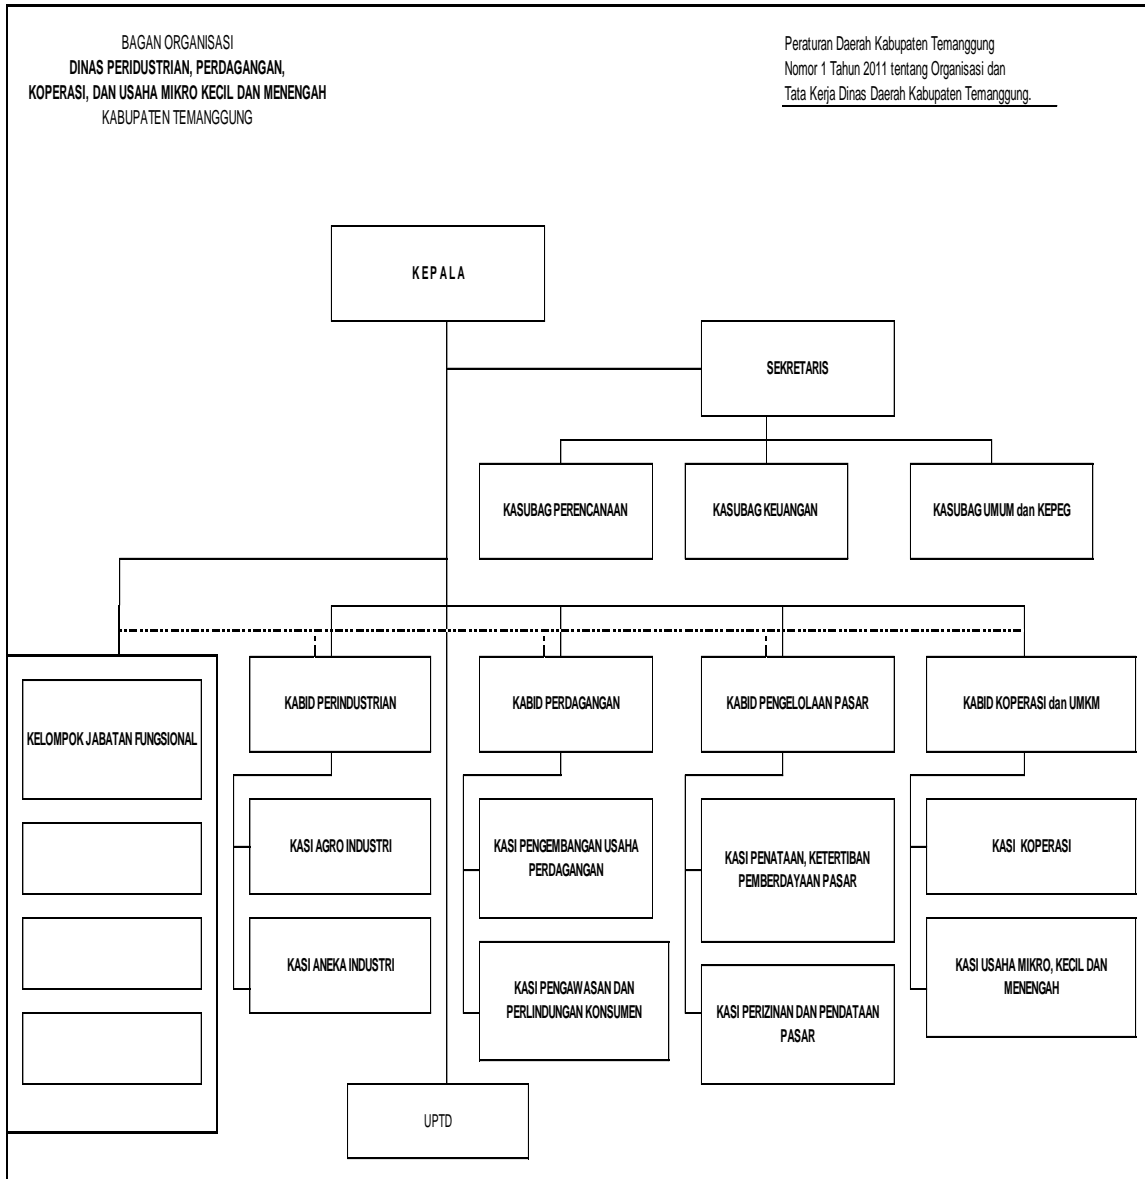 BAGAN ORGANISASI
DINAS PERIDUSTRIAN, PERDAGANGAN,
KOPERASI, DAN USAHA MIKRO KECIL DAN MENENGAH
KABUPATEN TEMANGGUNG
Peraturan Daerah Kabupaten Temanggung
Nomor 1 Tahun 2011 tentang Organisasi dan
Tata Kerja Dinas Daerah Kabupaten Temanggung.
KEPALA
SEKRETARIS
KASUBAG PERENCANAAN
KASUBAG KEUANGAN
KASUBAG UMUM dan KEPEG
KELOMPOK JABATAN FUNGSIONAL
KABID PERINDUSTRIAN
KABID PERDAGANGAN
KABID PENGELOLAAN PASAR
KABID KOPERASI dan UMKM
KASI AGRO INDUSTRI
KASI PENGEMBANGAN USAHA
PERDAGANGAN
KASI PENATAAN, KETERTIBAN
PEMBERDAYAAN PASAR
KASI KOPERASI
KASI ANEKA INDUSTRI
KASI PENGAWASAN DAN
PERLINDUNGAN KONSUMEN
KASI PERIZINAN DAN PENDATAAN
PASAR
KASI USAHA MIKRO, KECIL DAN
MENENGAH
UPTD